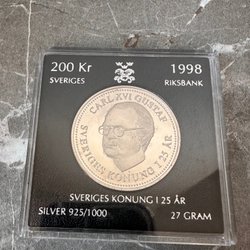 200 Kr
1998
SVERIGES
RIKSBANK
CARL XVI GUSTAF
SVERIGES KONUNG I 25 ÅR
SVERIGES KONUNG I 25 ÅR
SILVER 925/1000
27 GRAM